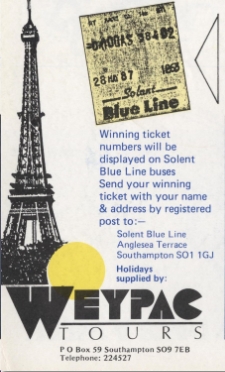 28 MA 87 1853
Solent
Blue Line
Winning ticket
numbers will be
displayed on Solent
Blue Line buses
Send your winning
ticket with your name
& address by registered
post to:—
Solent Blue Line
Anglesea Terrace
Southampton SO1 1GJ
Holidays
supplied by:
WEYPAC
TOURS
P O Box 59 Southampton SO9 7EB
Telephone: 224527